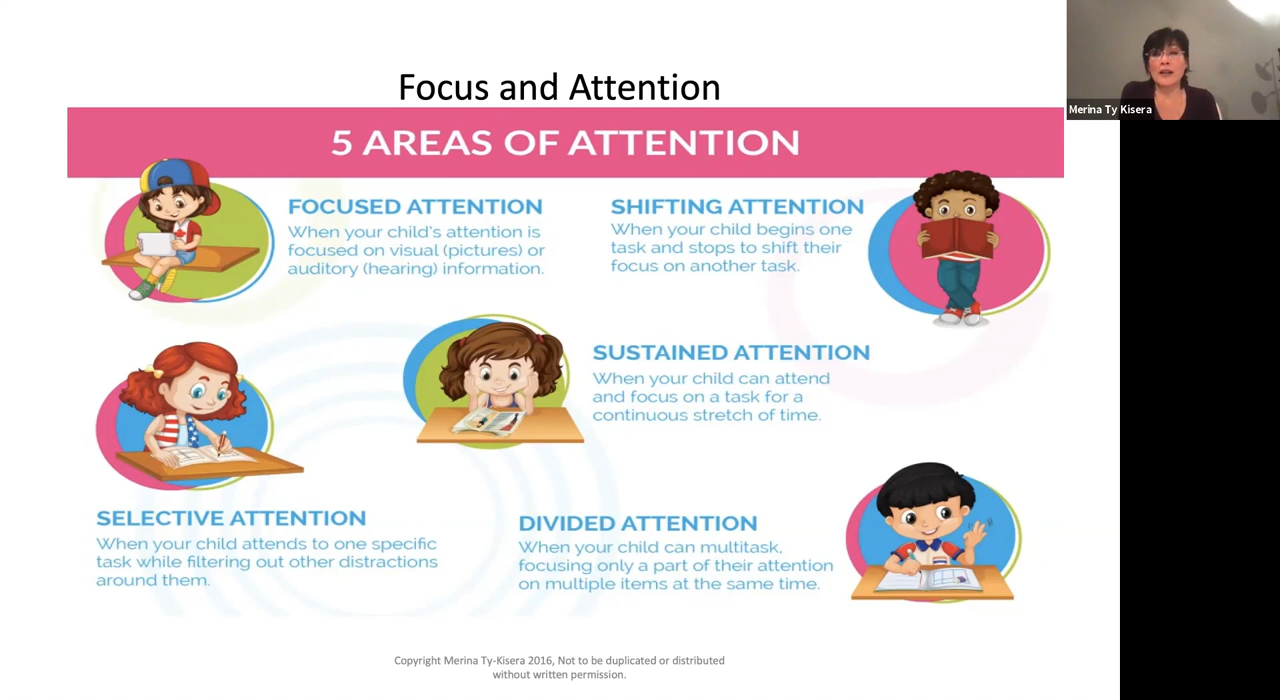 Focus and Attention
5 AREAS OF ATTENTION
FOCUSED ATTENTION
When your child's attention is
focused on visual (pictures) or
auditory (hearing) information.
SHIFTING ATTENTION
When your child begins one
task and stops to shift their
focus on another task.
SUSTAINED ATTENTION
When your child can attend
and focus on a task for a
continuous stretch of time.
SELECTIVE ATTENTION
When your child attends to one specific
task while filtering out other distractions
around them.
DIVIDED ATTENTION
When your child can multitask,
focusing only a part of their attention
on multiple items at the same time.
Copyright Merina Ty-Kisera 2016, Not to be duplicated or distributed
without written permission.
Merina Ty Kisera